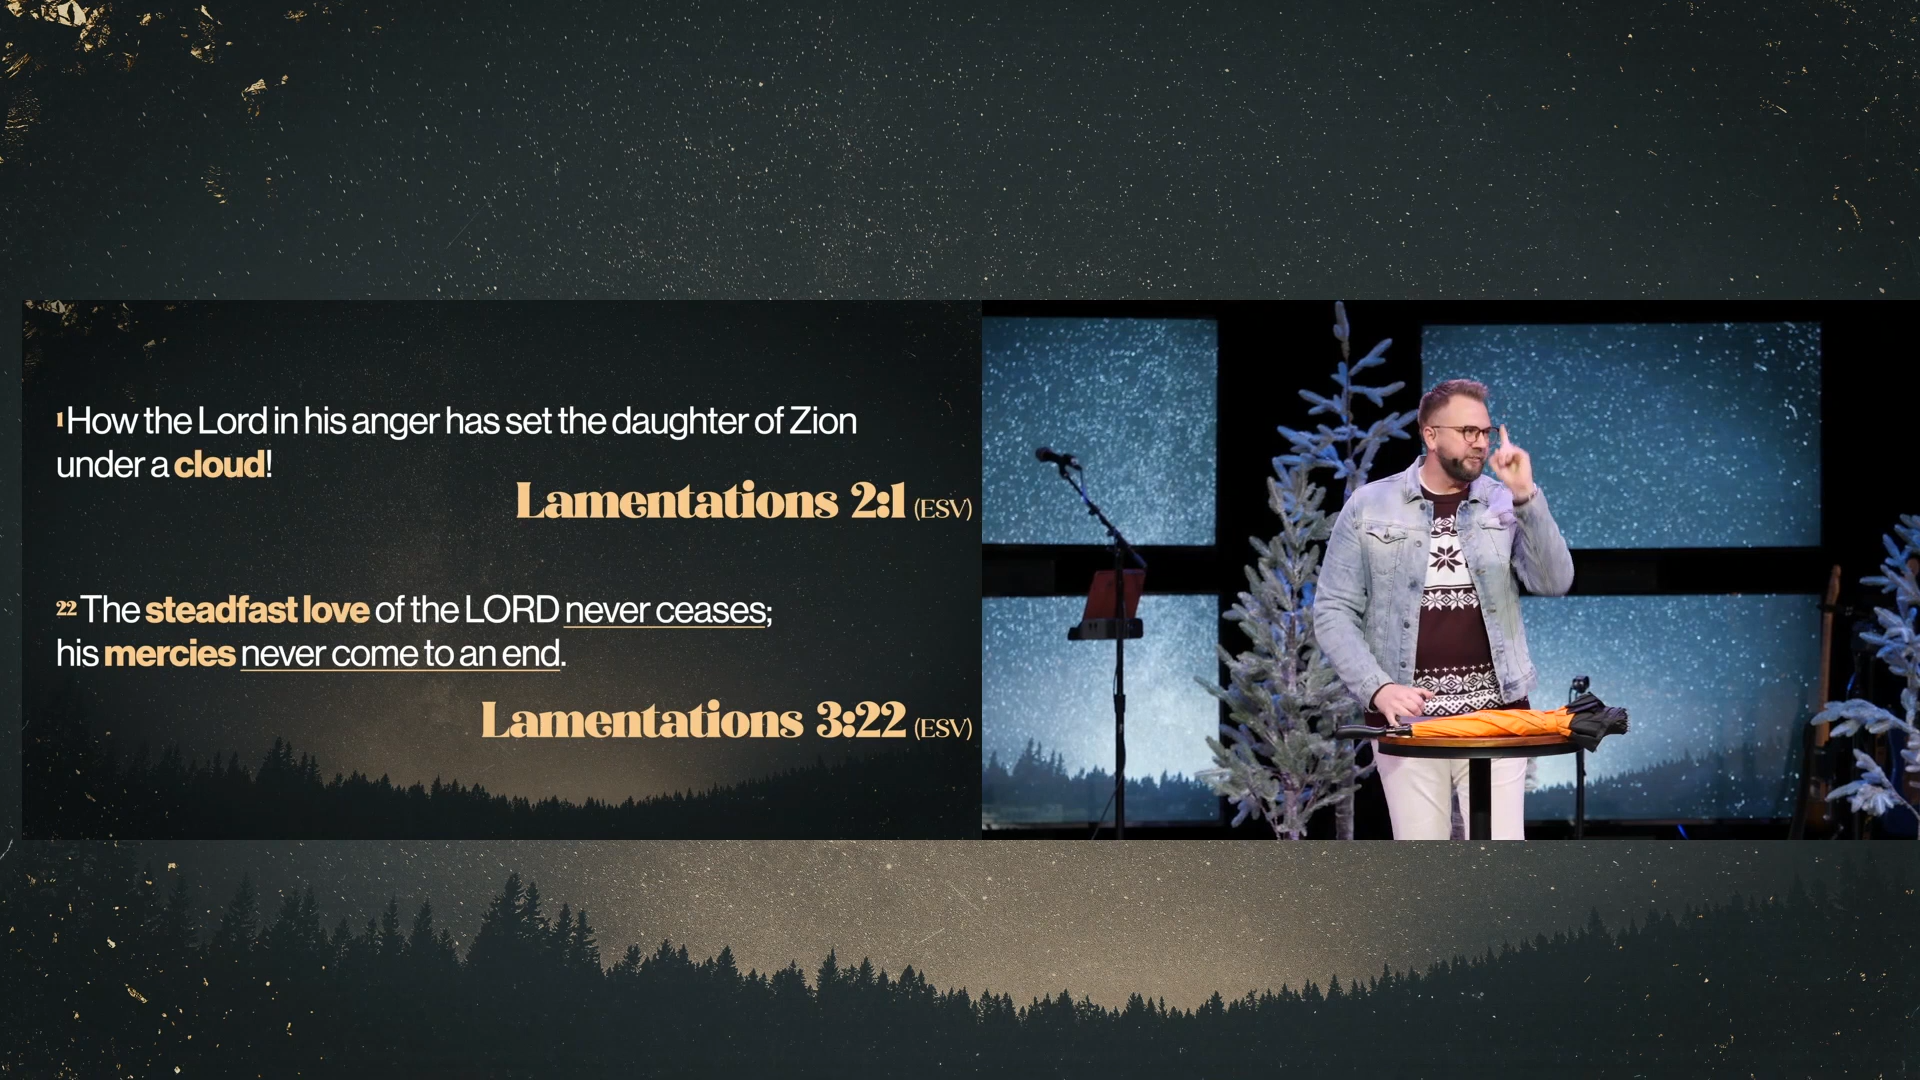 1 How the Lord in his anger has set the daughter of Zion
under a cloud!
Lamentations 2:1 (ESV)
22 The steadfast love of the LORD never ceases;
his mercies never come to an end.
Lamentations 3:22 (ESV)